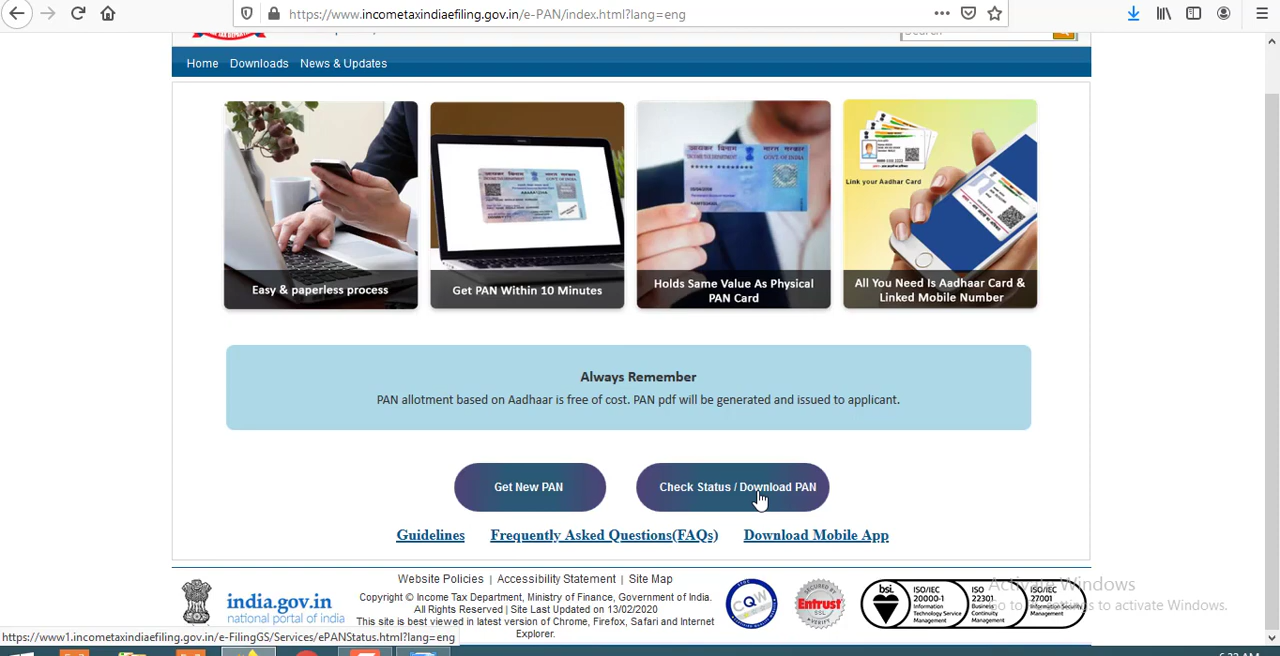 https://www.incometaxindiaefiling.gov.in/e-PAN/index.html?lang=eng
Home Downloads News & Updates
Easy & paperless process
Get PAN Within 10 Minutes
Holds Same Value As Physical
PAN Card
Link your Aadhar Card
All You Need Is Aadhaar Card &
Linked Mobile Number
Always Remember
PAN allotment based on Aadhaar is free of cost. PAN pdf will be generated and issued to applicant.
Get New PAN
Check Status / Download PAN
Guidelines Frequently Asked Questions(FAQs) Download Mobile App
Website Policies | Accessibility Statement | Site Map
india.gov.in
national portal of india
Copyright © Income Tax Department, Ministry of Finance, Government of India.
All Rights Reserved | Site Last Updated on 13/02/2020
This site is best viewed in latest version of Chrome, Firefox, Safari and Internet
Explorer.
CQW
Entrust
SSL
bsi.
ISO/IEC
20000-1
Information
Technology Service
Management
ISO
22301
Business
Continuity
Management
ISO/IEC
27001
Information Security
Management
Activate Windows
to activate Windows.
https://www1.incometaxindiaefiling.gov.in/e-FilingGS/Services/ePANStatus.html?lang=eng